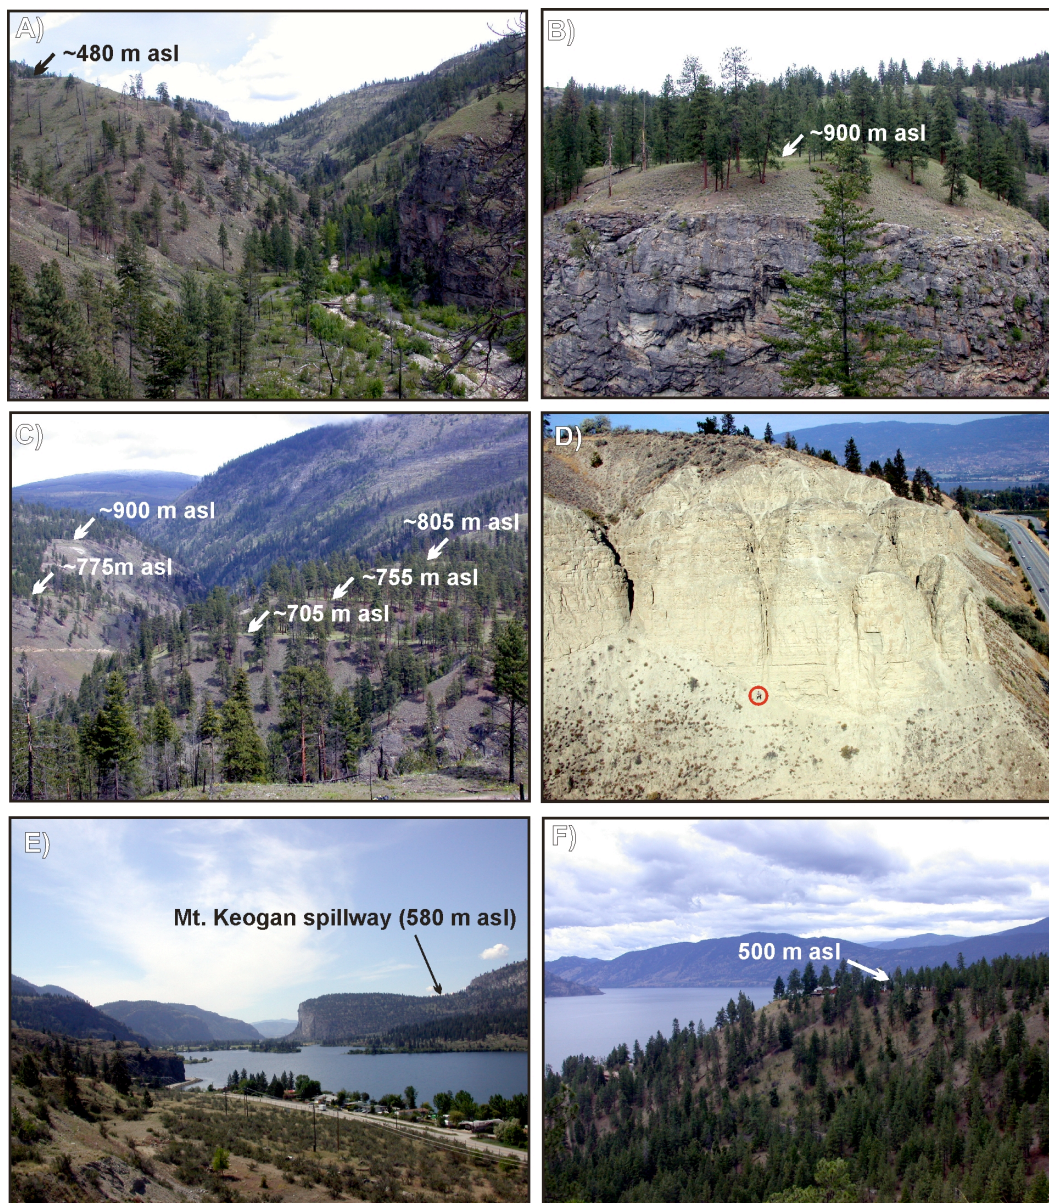 A)
~480 m asl
B)
~900 m asl
C)
~900 m asl
~805 m asl
~775m asl
~755 m asl
~705 m asl
D)
E)
Mt. Keogan spillway (580 m asl)
F)
500 m asl